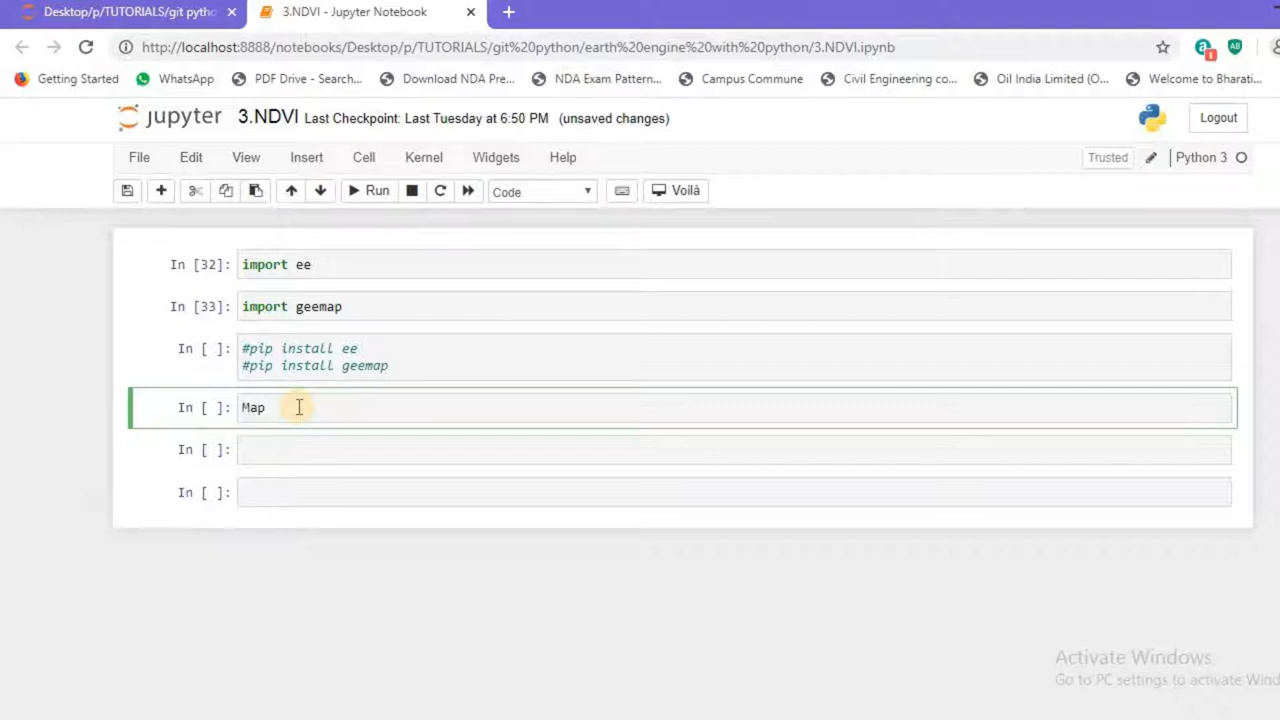 Desktop/p/TUTORIALS/git pytho
3.NDVI - Jupyter Notebook
http://localhost:8888/notebooks/Desktop/p/TUTORIALS/git%20python/earth%20engine%20with%20python/3.NDVI.ipynb
Getting Started WhatsApp PDF Drive - Search... Download NDA Pre... NDA Exam Pattern... Campus Commune Civil Engineering co... Oil India Limited (O... Welcome to Bharati...
jupyter 3.NDVI Last Checkpoint: Last Tuesday at 6:50 PM (unsaved changes) Logout
File Edit View Insert Cell Kernel Widgets Help Trusted Python 3
Run Code Voilà
In [32]: import ee
In [33]: import geemap
In [ ]: #pip install ee
#pip install geemap
In [ ]: Map
In [ ]:
In [ ]:
Activate Windows
Go to PC settings to activate Wind